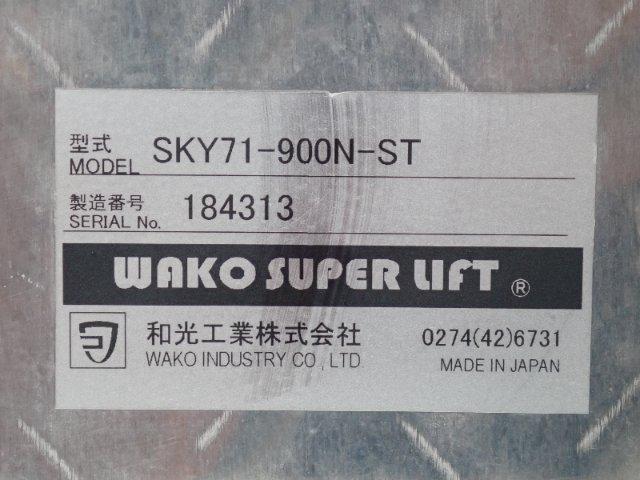 型式
MODEL SKY71-900N-ST
製造番号
SERIAL No. 184313
WAKO SUPER LIFT ®
和光工業株式会社 0274(42)6731
WAKO INDUSTRY CO., LTD. MADE IN JAPAN